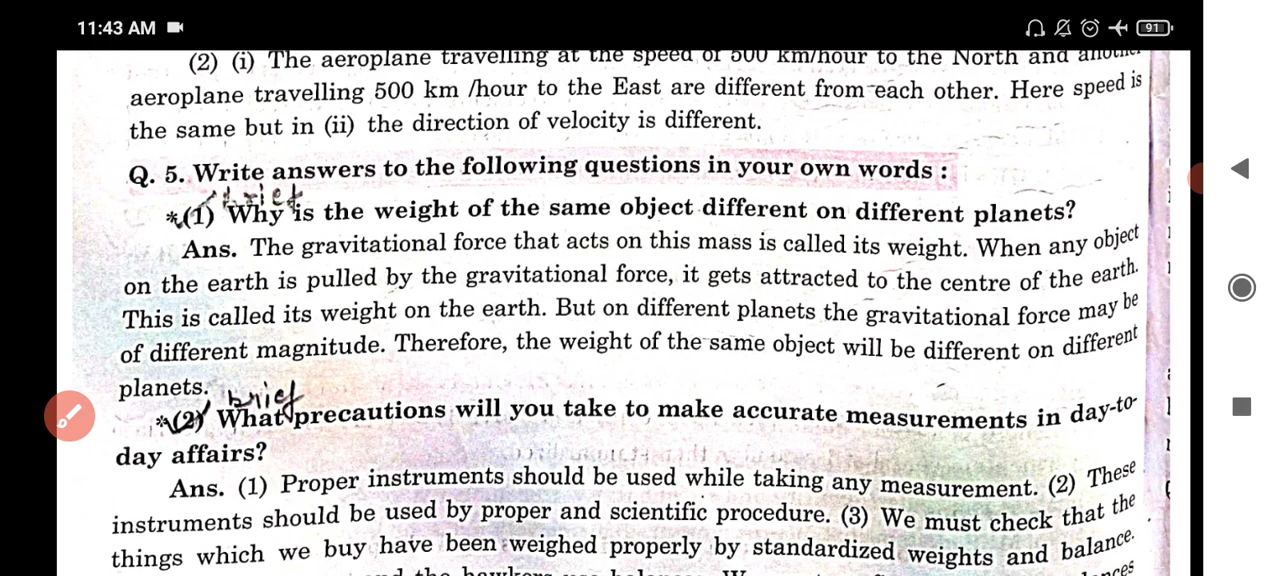 11:43 AM
91
(2) (i) The aeroplane travelling at the speed of 500 km/hour to the North and another
aeroplane travelling 500 km /hour to the East are different from each other. Here speed is
the same but in (ii) the direction of velocity is different.
Q. 5. Write answers to the following questions in your own words :
brief
*(1) Why is the weight of the same object different on different planets?
Ans. The gravitational force that acts on this mass is called its weight. When any object
on the earth is pulled by the gravitational force, it gets attracted to the centre of the earth.
This is called its weight on the earth. But on different planets the gravitational force may be
of different magnitude. Therefore, the weight of the same object will be different on different
planets.
brief
*(2) What precautions will you take to make accurate measurements in day-to-
day affairs?
Ans. (1) Proper instruments should be used while taking any measurement. (2) These
instruments should be used by proper and scientific procedure. (3) We must check that the
things which we buy have been weighed properly by standardized weights and balance.